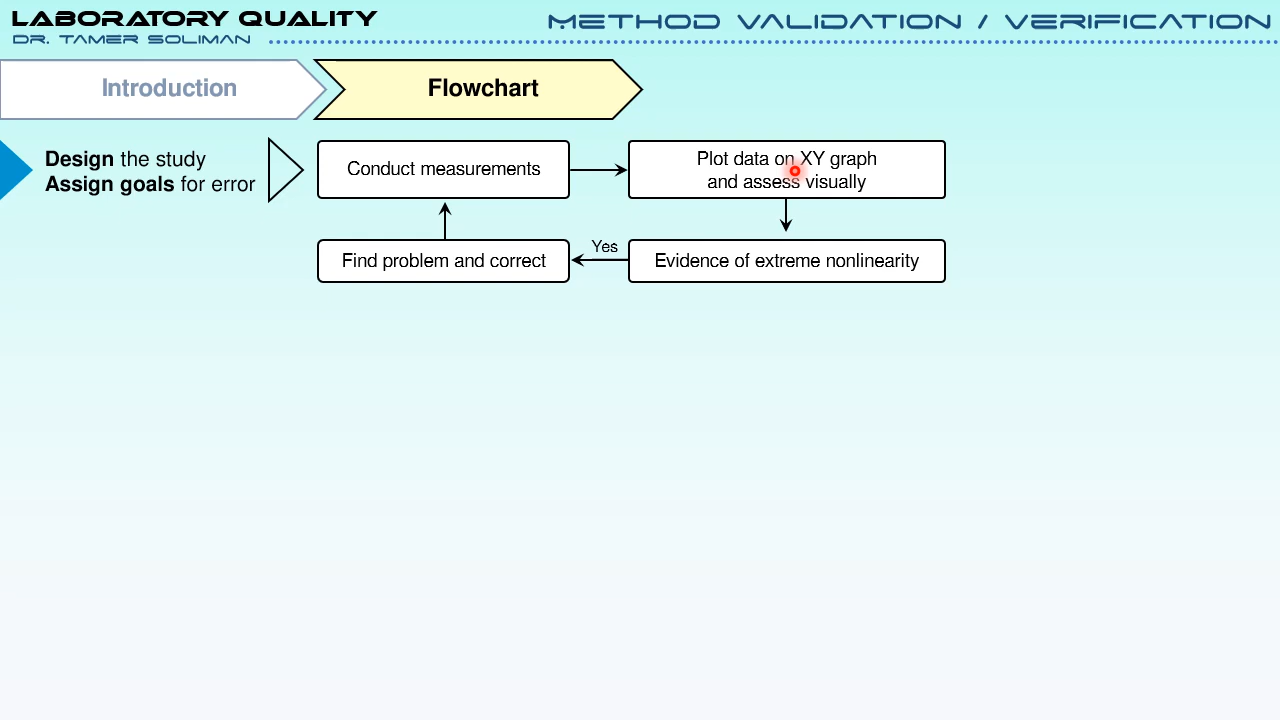 LABORATORY QUALITY
METHOD VALIDATION / VERIFICATION
DR. TAMER SOLIMAN
Introduction
Flowchart
Design the study
Assign goals for error
Conduct measurements
Plot data on XY graph
and assess visually
Find problem and correct
Yes
Evidence of extreme nonlinearity